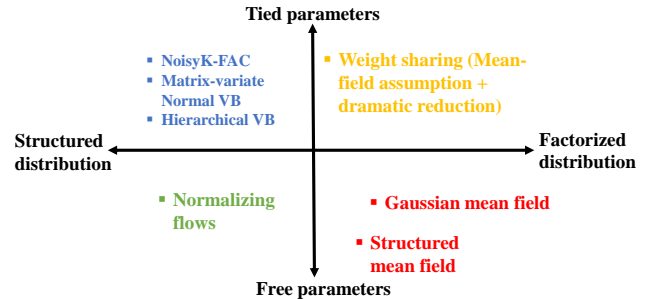 Tied parameters
▪ NoisyK-FAC
▪ Matrix-variate
Normal VB
▪ Hierarchical VB
▪ Weight sharing (Mean-
field assumption +
dramatic reduction)
Structured
distribution
Factorized
distribution
▪ Normalizing
flows
▪ Gaussian mean field
▪ Structured
mean field
Free parameters